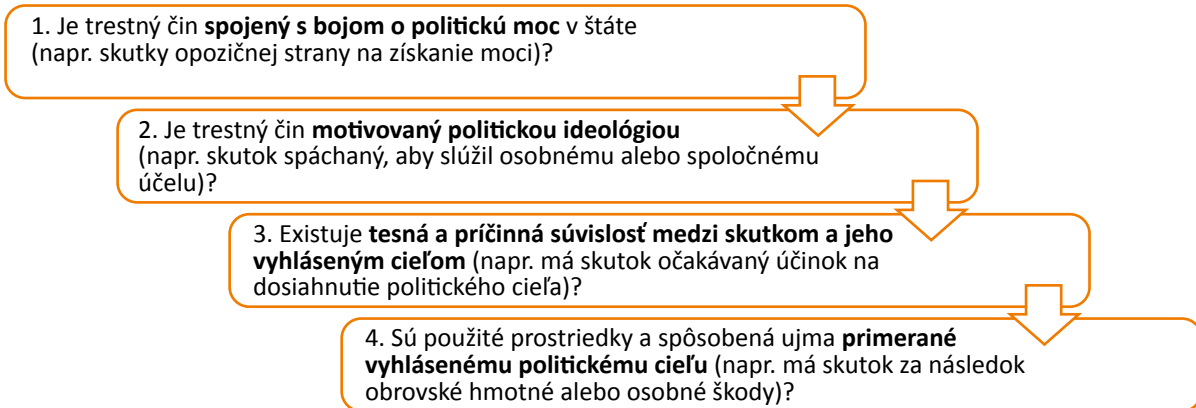 1. Je trestný čin spojený s bojom o politickú moc v štáte
(napr. skutky opozičnej strany na získanie moci)?
2. Je trestný čin motivovaný politickou ideológiou
(napr. skutok spáchaný, aby slúžil osobnému alebo spoločnému
účelu)?
3. Existuje tesná a príčinná súvislosť medzi skutkom a jeho
vyhláseným cieľom (napr. má skutok očakávaný účinok na
dosiahnutie politického cieľa)?
4. Sú použité prostriedky a spôsobená ujma primerané
vyhlásenému politickému cieľu (napr. má skutok za následok
obrovské hmotné alebo osobné škody)?